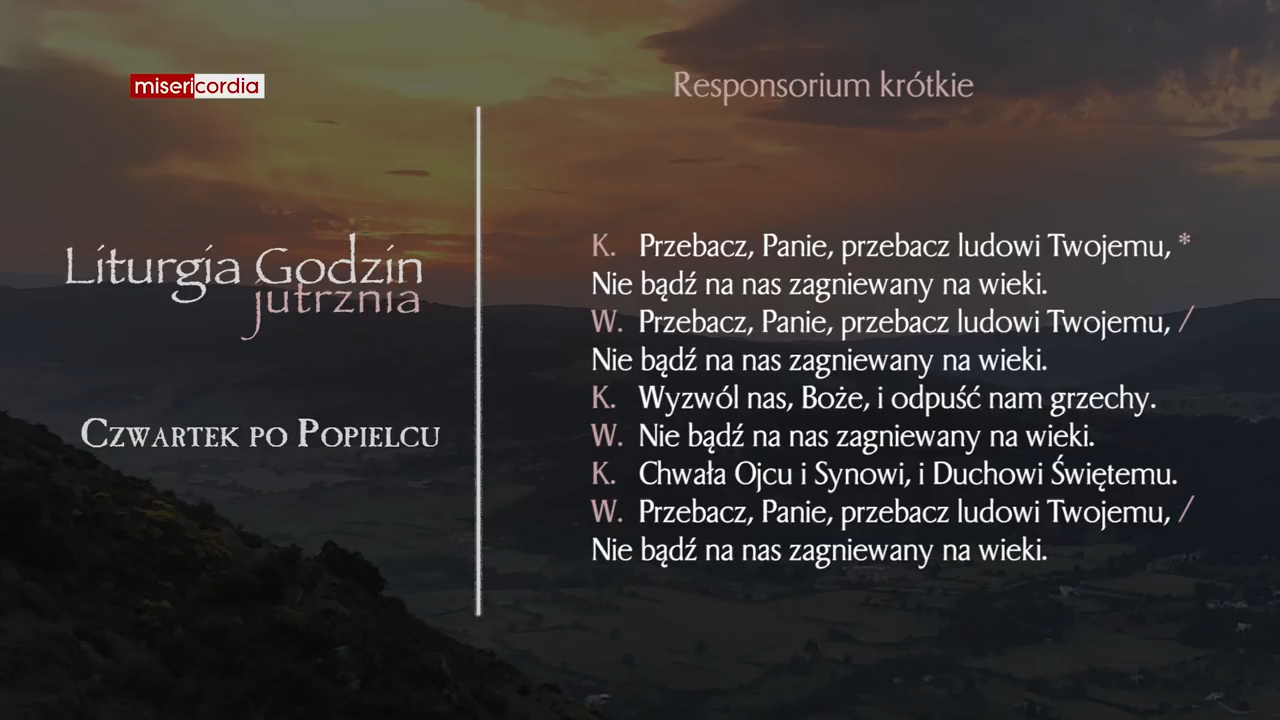 misericordia
Liturgia Godzin
jutrznia
Czwartek po Popielcu
Responsorium krótkie
K. Przebacz, Panie, przebacz ludowi Twojemu, *
Nie bądź na nas zagniewany na wieki.
W. Przebacz, Panie, przebacz ludowi Twojemu, /
Nie bądź na nas zagniewany na wieki.
K. Wyzwól nas, Boże, i odpuść nam grzechy.
W. Nie bądź na nas zagniewany na wieki.
K. Chwała Ojcu i Synowi, i Duchowi Świętemu.
W. Przebacz, Panie, przebacz ludowi Twojemu, /
Nie bądź na nas zagniewany na wieki.